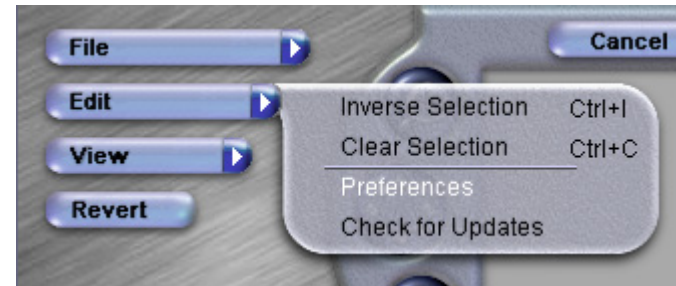 File
Cancel
Edit
Inverse Selection Ctrl+I
Clear Selection Ctrl+C
View
Preferences
Revert
Check for Updates